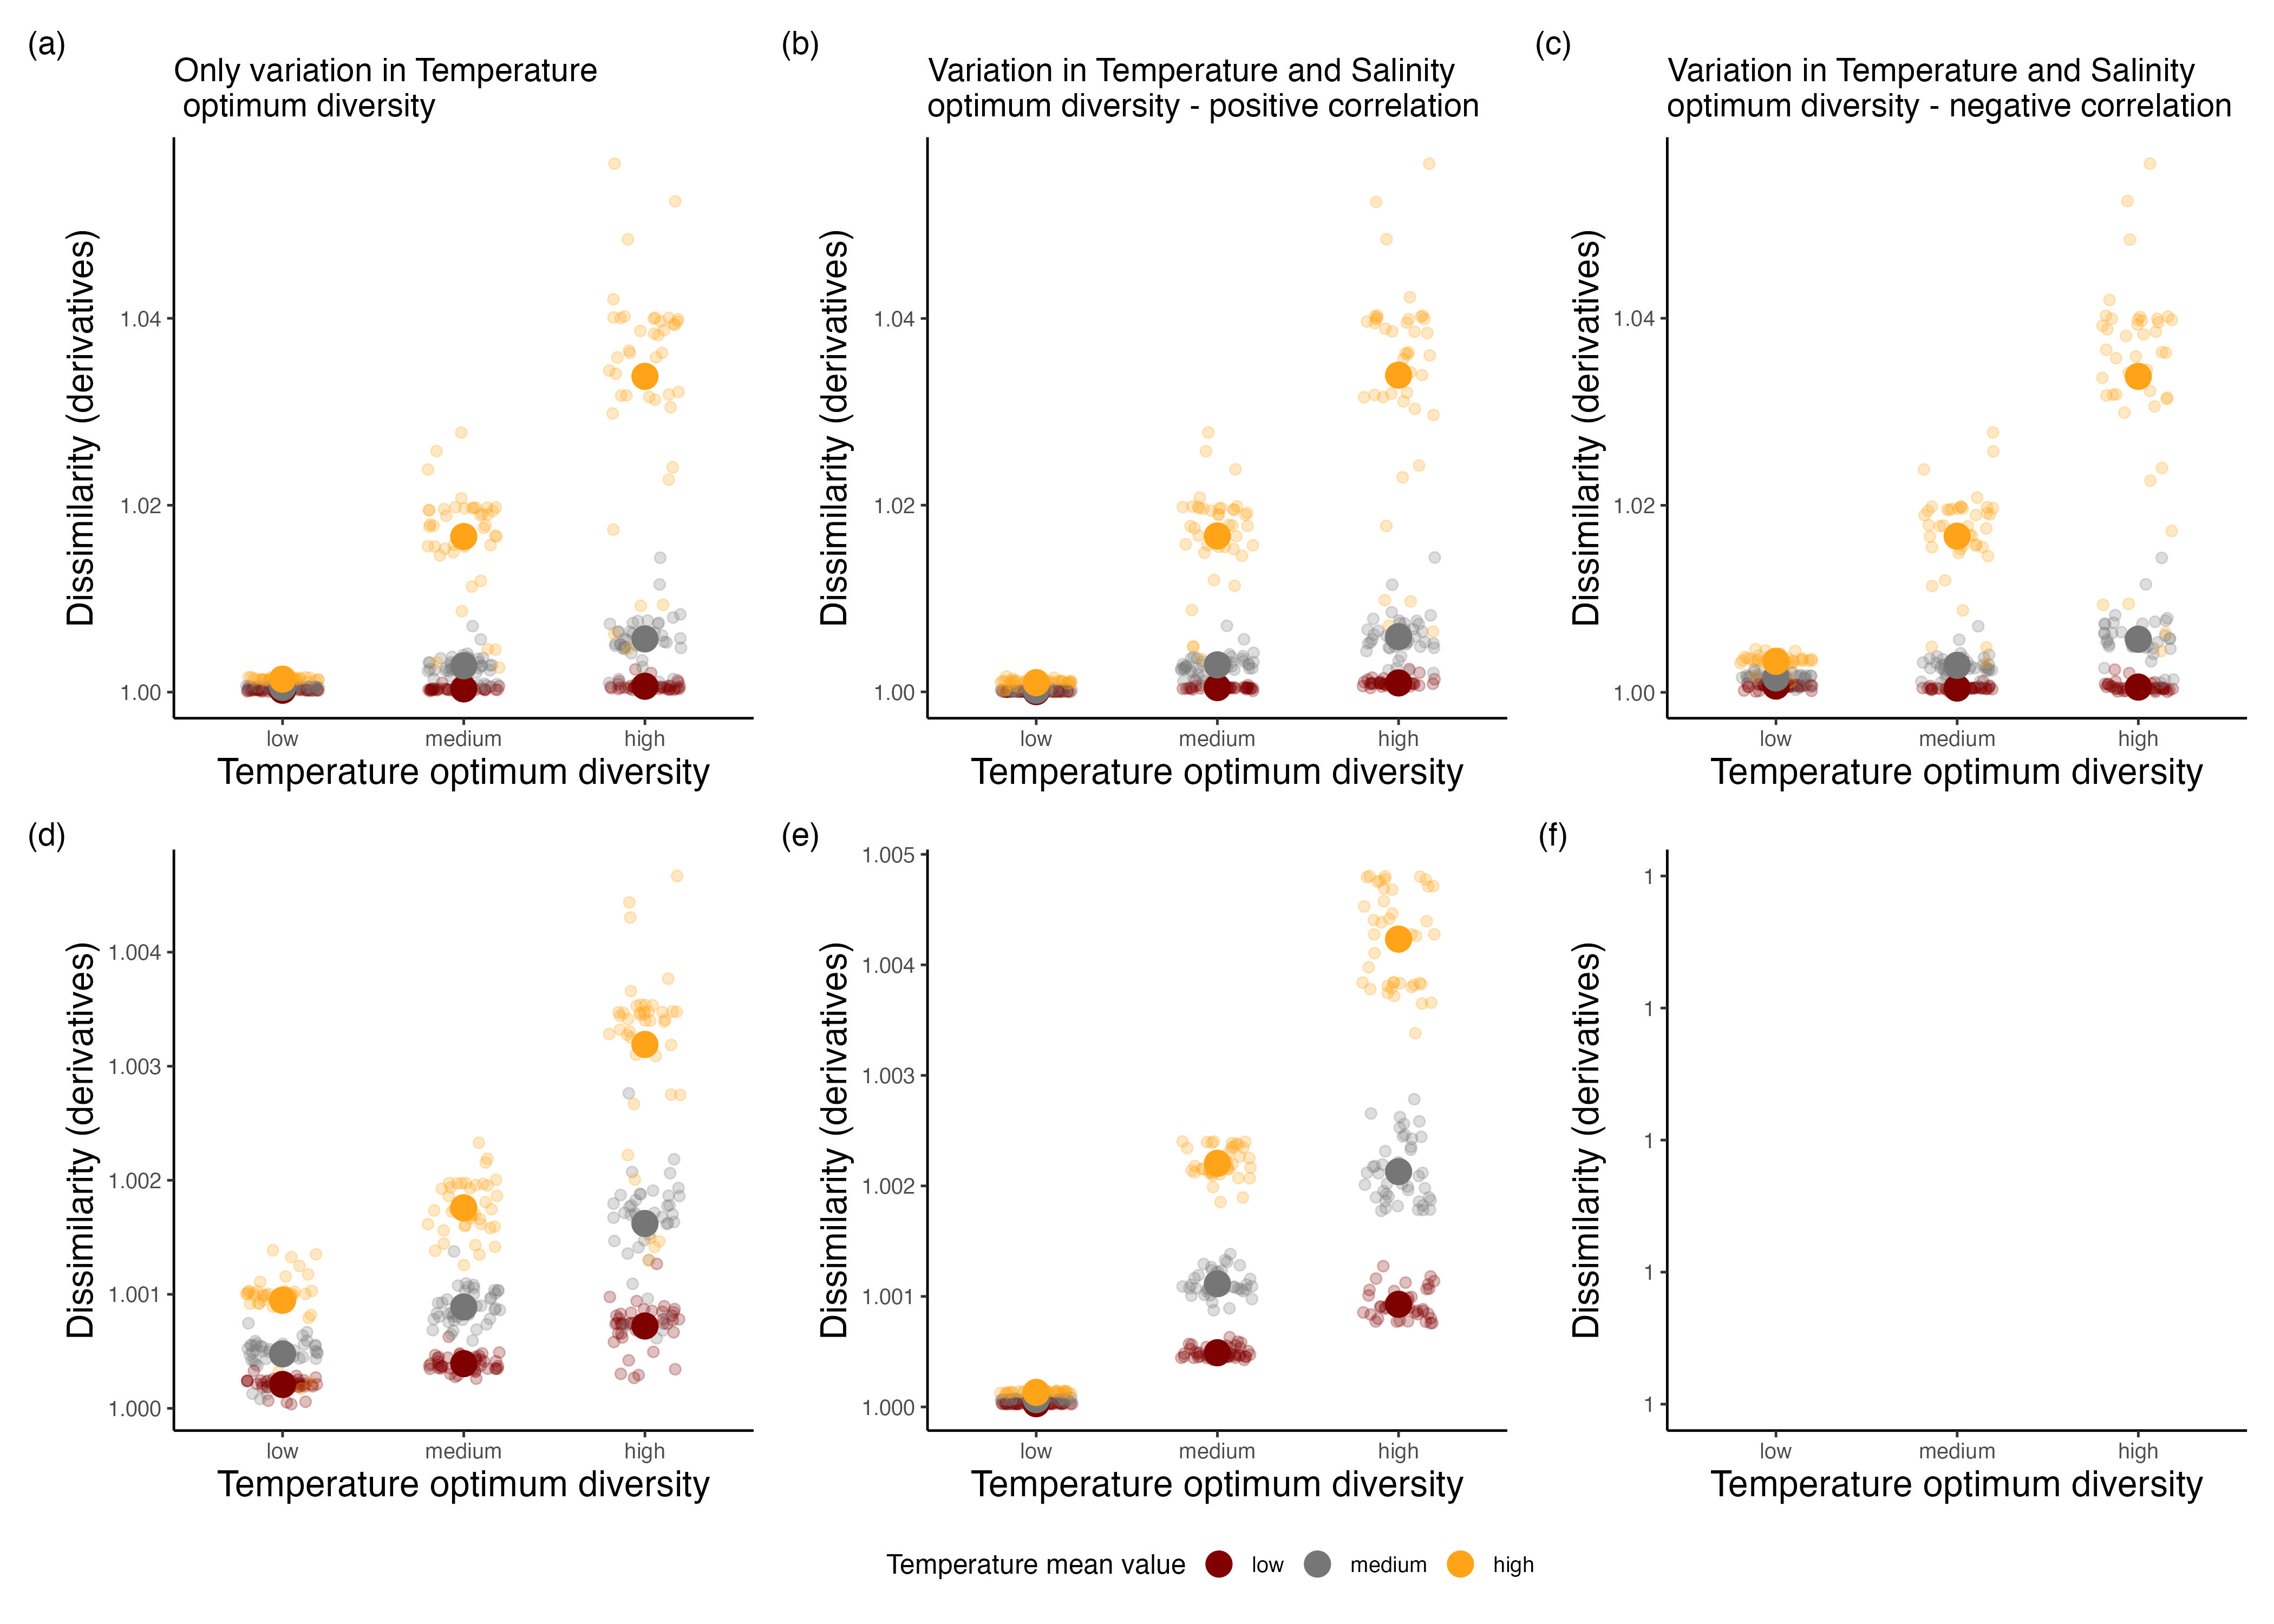 (a)
Only variation in Temperature
optimum diversity
Dissimilarity (derivatives)
1.04
1.02
1.00
low medium high
Temperature optimum diversity
(b)
Variation in Temperature and Salinity
optimum diversity - positive correlation
Dissimilarity (derivatives)
1.04
1.02
1.00
low medium high
Temperature optimum diversity
(c)
Variation in Temperature and Salinity
optimum diversity - negative correlation
Dissimilarity (derivatives)
1.04
1.02
1.00
low medium high
Temperature optimum diversity
(d)
Dissimilarity (derivatives)
1.004
1.003
1.002
1.001
1.000
low medium high
Temperature optimum diversity
(e)
Dissimilarity (derivatives)
1.005
1.004
1.003
1.002
1.001
1.000
low medium high
Temperature optimum diversity
(f)
Dissimilarity (derivatives)
1
1
1
1
1
low medium high
Temperature optimum diversity
Temperature mean value low medium high